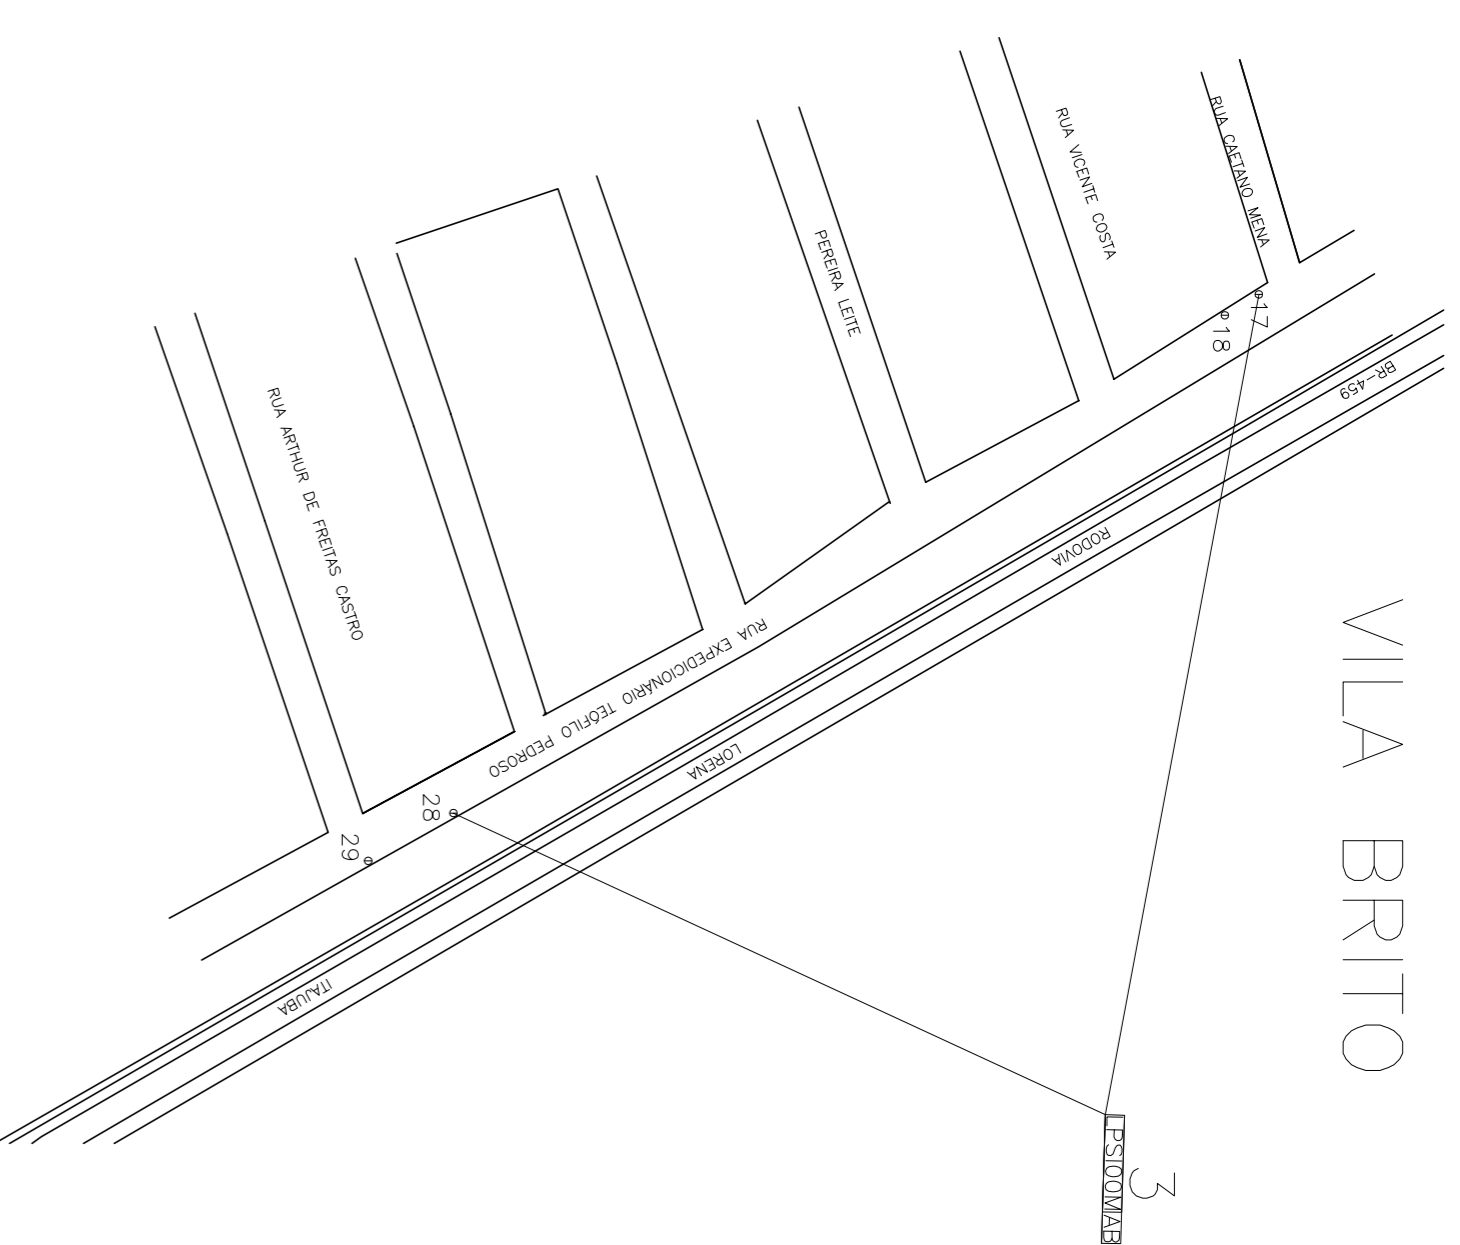 RUA CAETANO MENA
RUA VICENTE COSTA
PEREIRA LEITE
RUA ARTHUR DE FREITAS CASTRO
17
18
BR-459
RODOVIA
LORENA
ITAJUBA
RUA EXPEDICIONÁRIO TEÓFILO PEDROSO
28
29
VILA BRITO
3
LPS100MAB